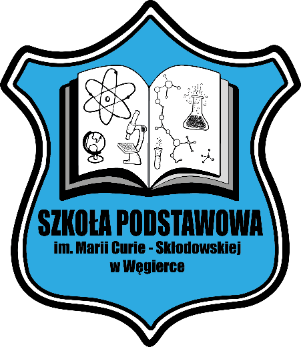 SZKOŁA PODSTAWOWA
im. Marii Curie - Skłodowskiej
w Węgierce